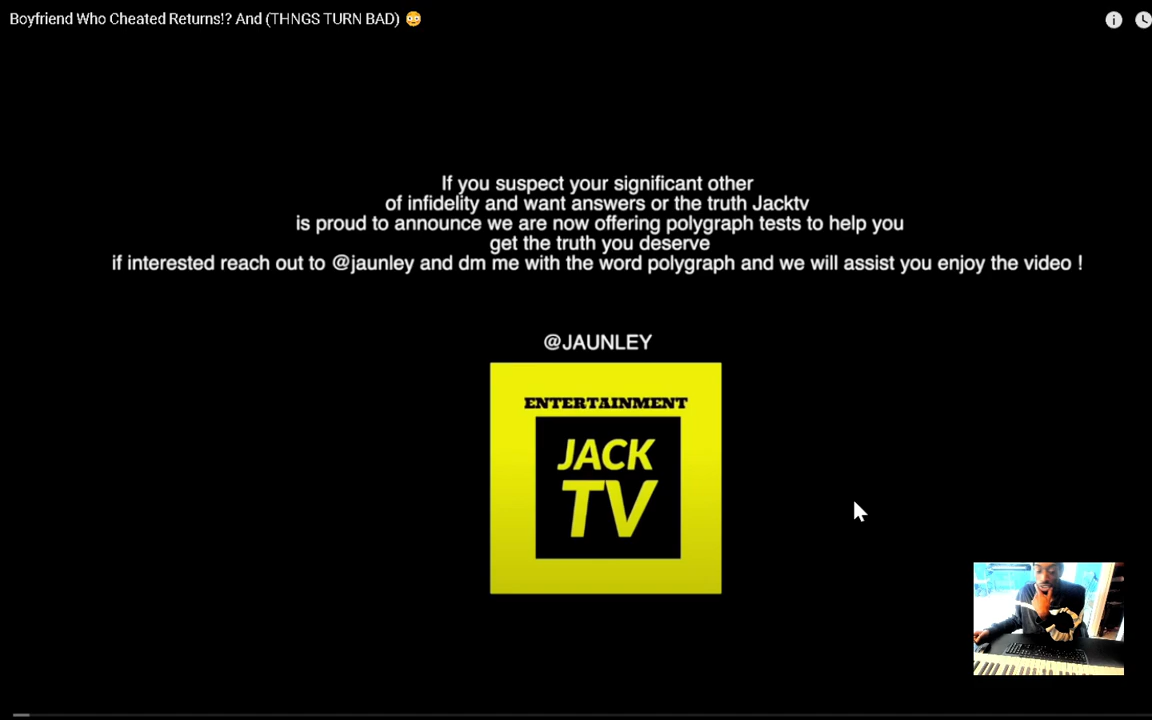 Boyfriend Who Cheated Returns!? And (THNGS TURN BAD) 😳
If you suspect your significant other
of infidelity and want answers or the truth Jacktv
is proud to announce we are now offering polygraph tests to help you
get the truth you deserve
if interested reach out to @jaunley and dm me with the word polygraph and we will assist you enjoy the video !
@JAUNLEY
ENTERTAINMENT
JACK
TV